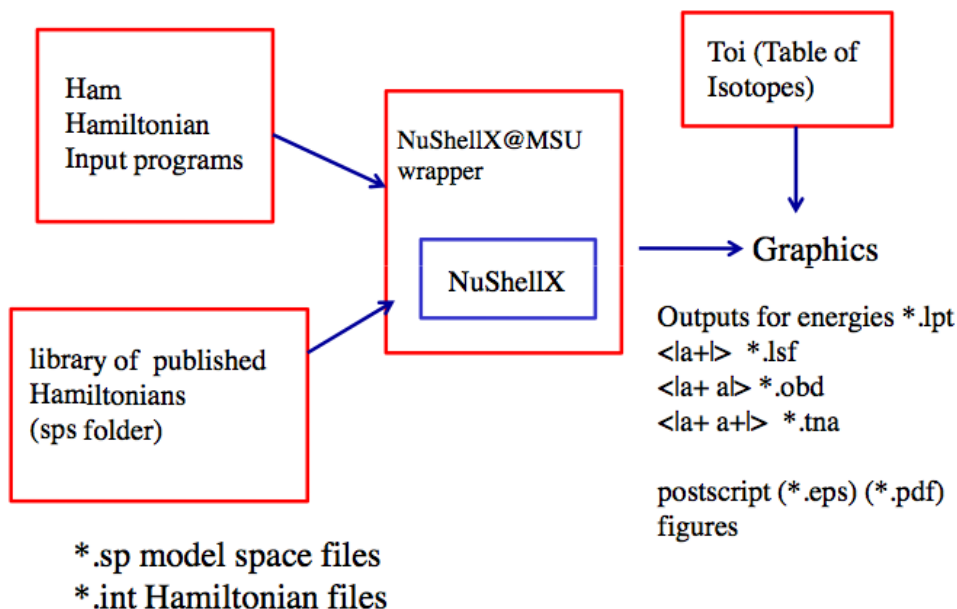 Ham
Hamiltonian
Input programs
library of published
Hamiltonians
(sps folder)
*.sp model space files
*.int Hamiltonian files
NuShellX@MSU
wrapper
NuShellX
Toi (Table of
Isotopes)
Graphics
Outputs for energies *.lpt
<|a+|> *.lsf
<|a+ a|> *.obd
<|a+ a+|> *.tna
postscript (*.eps) (*.pdf)
figures